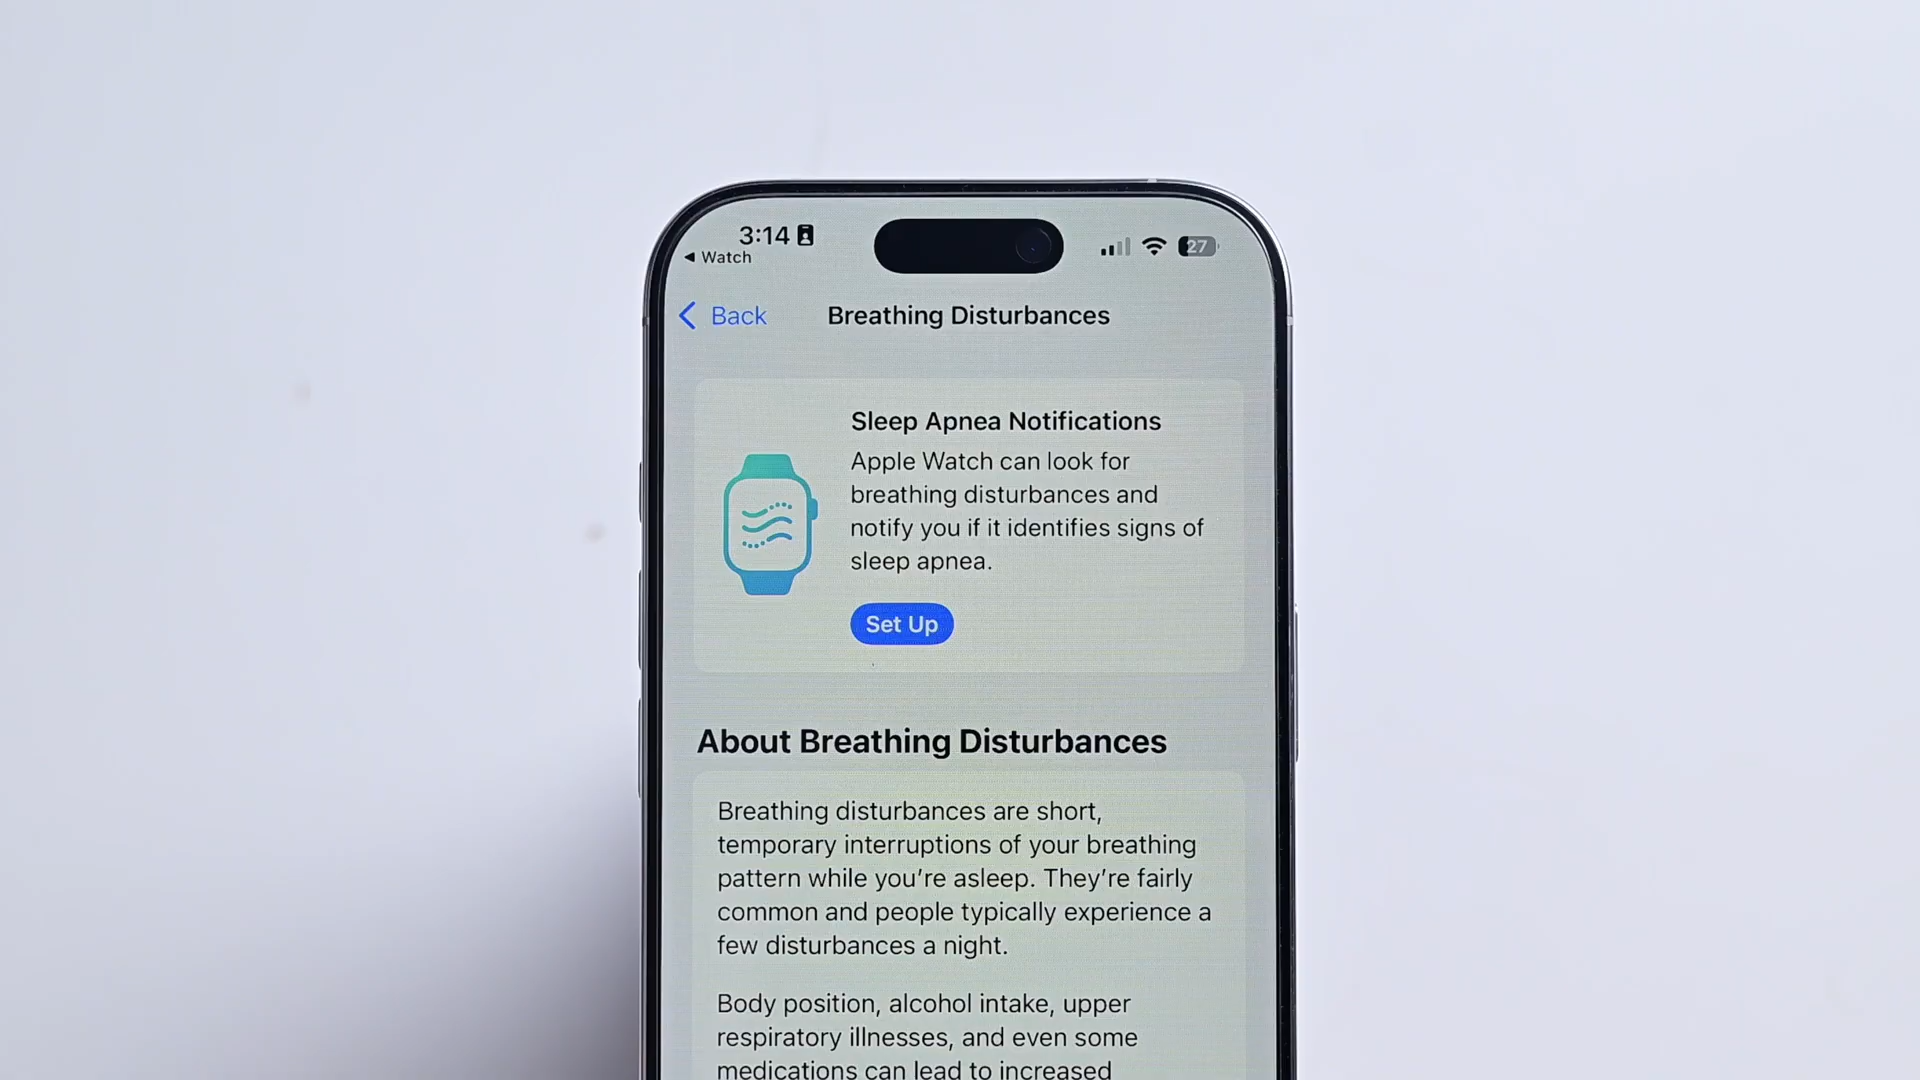 3:14
◀ Watch
27
Back
Breathing Disturbances
Sleep Apnea Notifications
Apple Watch can look for
breathing disturbances and
notify you if it identifies signs of
sleep apnea.
Set Up
About Breathing Disturbances
Breathing disturbances are short,
temporary interruptions of your breathing
pattern while you’re asleep. They’re fairly
common and people typically experience a
few disturbances a night.
Body position, alcohol intake, upper
respiratory illnesses, and even some
medications can lead to increased